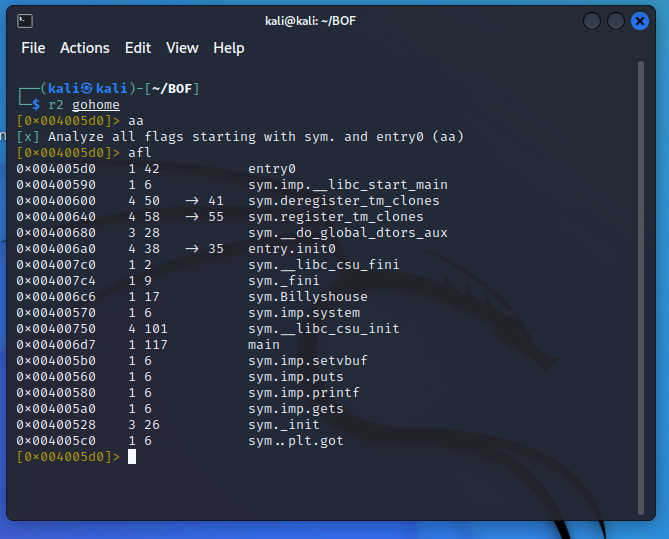 kali@kali: ~/BOF
File Actions Edit View Help
┌──(kali㉿kali)-[~/BOF]
└─$ r2 gohome
[0×004005d0]> aa
[x] Analyze all flags starting with sym. and entry0 (aa)
[0×004005d0]> afl
0×004005d0 1 42 entry0
0×00400590 1 6 sym.imp.__libc_start_main
0×00400600 4 50 → 41 sym.deregister_tm_clones
0×00400640 4 58 → 55 sym.register_tm_clones
0×00400680 3 28 sym.__do_global_dtors_aux
0×004006a0 4 38 → 35 entry.init0
0×004007c0 1 2 sym.__libc_csu_fini
0×004007c4 1 9 sym._fini
0×004006c6 1 17 sym.Billyshouse
0×00400570 1 6 sym.imp.system
0×00400750 4 101 sym.__libc_csu_init
0×004006d7 1 117 main
0×004005b0 1 6 sym.imp.setvbuf
0×00400560 1 6 sym.imp.puts
0×00400580 1 6 sym.imp.printf
0×004005a0 1 6 sym.imp.gets
0×00400528 3 26 sym._init
0×004005c0 1 6 sym..plt.got
[0×004005d0]>